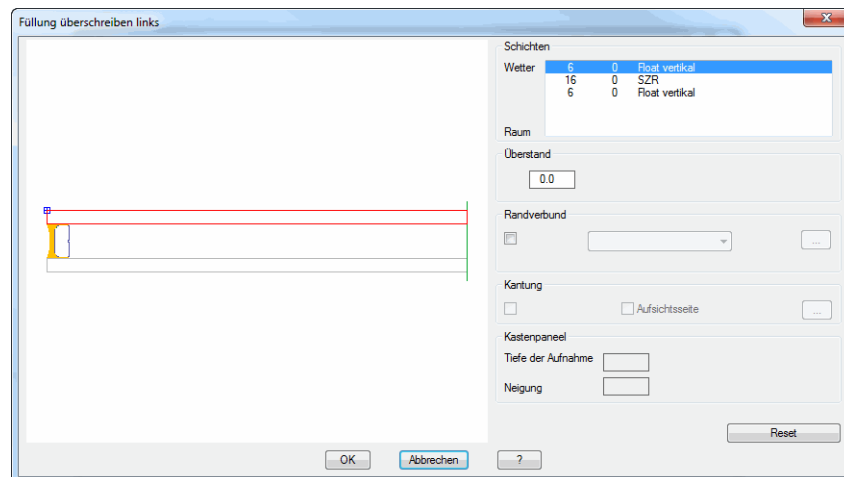 Füllung überschreiben links
Schichten
Wetter 6 0 Float vertikal
16 0 SZR
6 0 Float vertikal
Raum
Überstand
0.0
Randverbund
...
Kantung
Aufsichtsseite
...
Kastenpaneel
Tiefe der Aufnahme
Neigung
Reset
OK Abbrechen ?